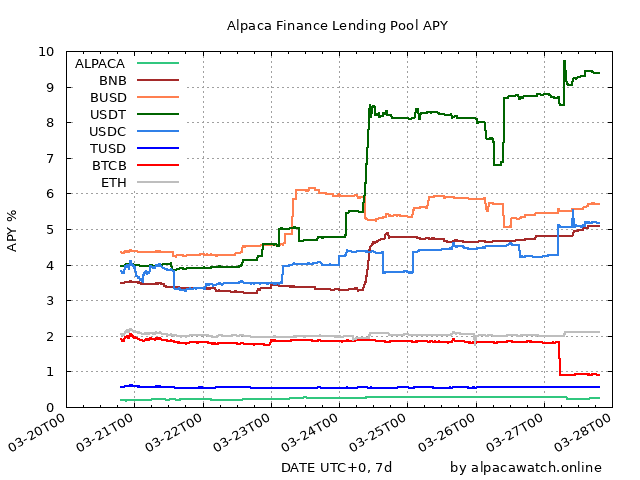 Alpaca Finance Lending Pool APY
10
9
8
7
6
5
4
3
2
1
0
APY %
ALPACA
BNB
BUSD
USDT
USDC
TUSD
BTCB
ETH
03-20T00
03-21T00
03-22T00
03-23T00
03-24T00
03-25T00
03-26T00
03-27T00
03-28T00
DATE UTC+0, 7d
by alpacawatch.online